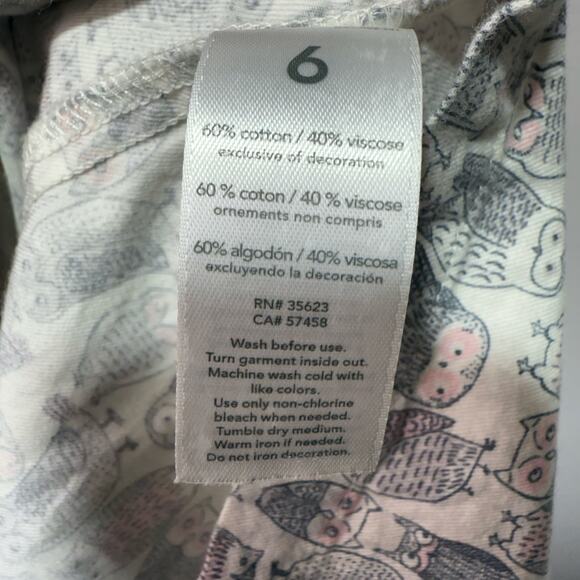 6
60% cotton / 40% viscose
exclusive of decoration
60 % coton / 40 % viscose
ornements non compris
60% algodón / 40% viscosa
excluyendo la decoración
RN# 35623
CA# 57458
Wash before use.
Turn garment inside out.
Machine wash cold with
like colors.
Use only non-chlorine
bleach when needed.
Tumble dry medium.
Warm iron if needed.
Do not iron decoration.